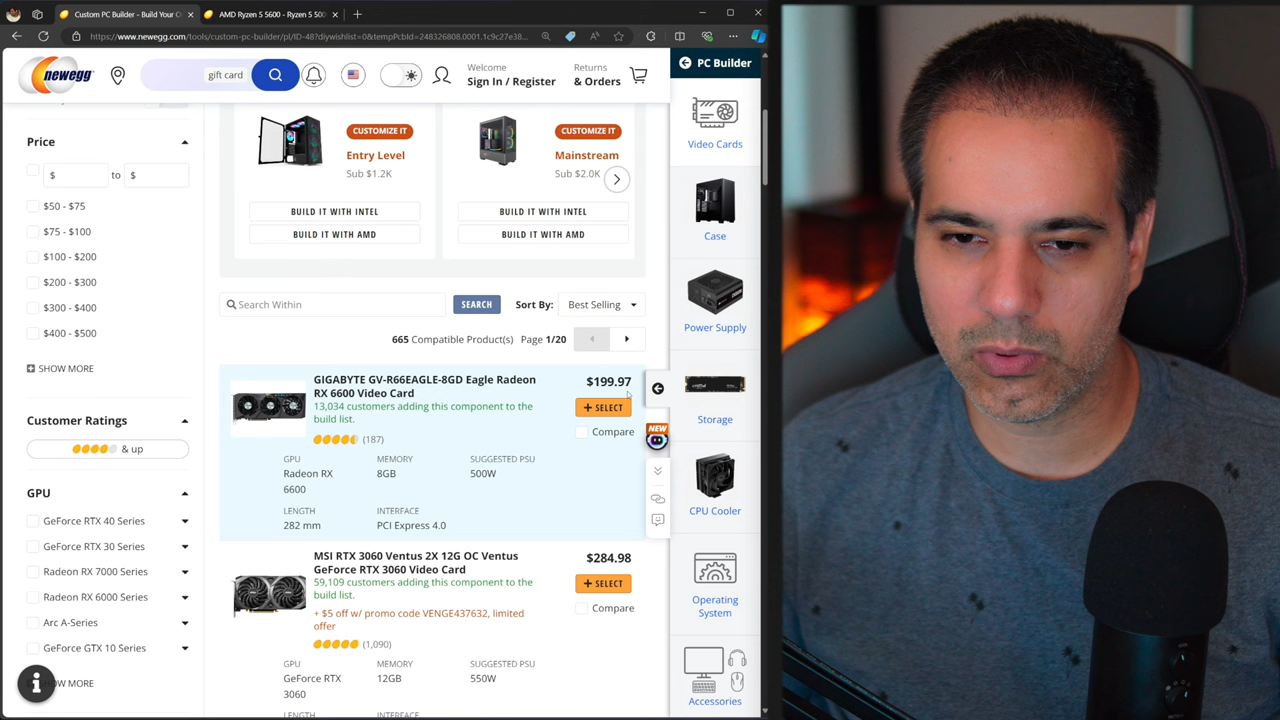 Custom PC Builder - Build Your O
AMD Ryzen 5 5600 - Ryzen 5 500
https://www.newegg.com/tools/custom-pc-builder/pl/ID-48?diywishlist=0&tempPcbId=248326808.0001.1c9c27e38...
newegg
gift card
Welcome
Sign In / Register
Returns
& Orders
PC Builder
Price
$
to
$
$50 - $75
$75 - $100
$100 - $200
$200 - $300
$300 - $400
$400 - $500
SHOW MORE
Customer Ratings
& up
GPU
GeForce RTX 40 Series
GeForce RTX 30 Series
Radeon RX 7000 Series
Radeon RX 6000 Series
Arc A-Series
GeForce GTX 10 Series
OW MORE
CUSTOMIZE IT
Entry Level
Sub $1.2K
BUILD IT WITH INTEL
BUILD IT WITH AMD
CUSTOMIZE IT
Mainstream
Sub $2.0K
BUILD IT WITH INTEL
BUILD IT WITH AMD
Search Within
SEARCH
Sort By:
Best Selling
665 Compatible Product(s)
Page 1/20
GIGABYTE GV-R66EAGLE-8GD Eagle Radeon
RX 6600 Video Card
13,034 customers adding this component to the
build list.
(187)
$199.97
+ SELECT
Compare
GPU
Radeon RX
6600
MEMORY
8GB
SUGGESTED PSU
500W
LENGTH
282 mm
INTERFACE
PCI Express 4.0
MSI RTX 3060 Ventus 2X 12G OC Ventus
GeForce RTX 3060 Video Card
59,109 customers adding this component to the
build list.
+ $5 off w/ promo code VENGE437632, limited
offer
(1,090)
$284.98
+ SELECT
Compare
GPU
GeForce RTX
3060
MEMORY
12GB
SUGGESTED PSU
550W
LENGTH
INTERFACE
NEW
Video Cards
Case
Power Supply
Storage
CPU Cooler
Operating
System
Accessories